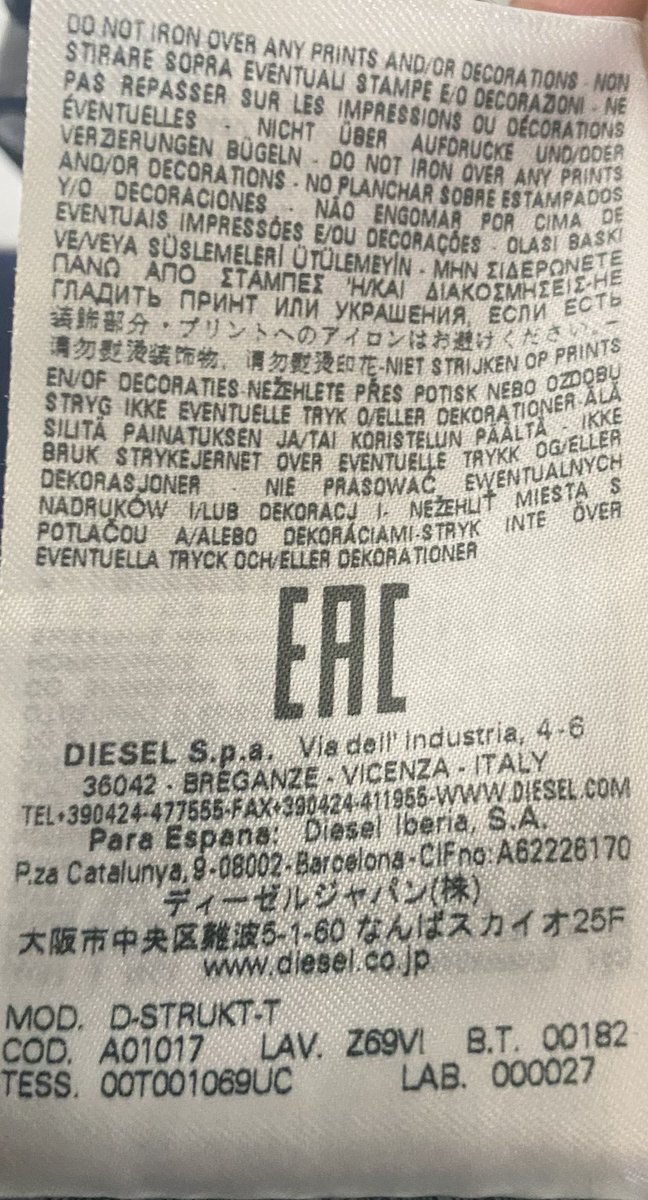 DO NOT IRON OVER ANY PRINTS AND/OR DECORATIONS - NON
STIRARE SOPRA EVENTUALI STAMPE E/O DECORAZIONI - NE
PAS REPASSER SUR LES IMPRESSIONS OU DÉCORATIONS
ÉVENTUELLES - NICHT ÜBER AUFDRUCKE UND/ODER
VERZIERUNGEN BÜGELN - DO NOT IRON OVER ANY PRINTS
AND/OR DECORATIONS - NO PLANCHAR SOBRE ESTAMPADOS
Y/O DECORACIONES - NÃO ENGOMAR POR CIMA DE
EVENTUAIS IMPRESSÕES E/OU DECORAÇÕES - OLASI BASKI
VE/VEYA SÜSLEMELERİ ÜTÜLEMEYİN - ΜΗΝ ΣΙΔΕΡΩΝΕΤΕ
ΠΑΝΩ ΑΠΟ ΣΤΑΜΠΕΣ 'Η/ΚΑΙ ΔΙΑΚΟΣΜΗΣΕΙΣ-НЕ
ГЛАДИТЬ ПРИНТ ИЛИ УКРАШЕНИЯ, ЕСЛИ ЕСТЬ
装飾部分・プリントへのアイロンはお避けください。-
请勿熨烫装饰物、请勿熨烫印花-NIET STRIJKEN OP PRINTS
EN/OF DECORATIES-NEŽEHLETE PŘES POTISK NEBO OZDOBU
STRYG IKKE EVENTUELLE TRYK O/ELLER DEKORATIONER-ÄLÄ
SILITÄ PAINATUKSEN JA/TAI KORISTELUN PÄÄLTÄ - IKKE
BRUK STRYKEJERNET OVER EVENTUELLE TRYKK OG/ELLER
DEKORASJONER - NIE PRASOWAĆ EWENTUALNYCH
NADRUKÓW I/LUB DEKORACJ I- NEŽEHLIŤ MIESTA S
POTLAČOU A/ALEBO DEKORÁCIAMI-STRYK INTE ÖVER
EVENTUELLA TRYCK OCH/ELLER DEKORATIONER
EAC
DIESEL S.p.a. Via dell' Industria, 4-6
36042 - BREGANZE - VICENZA - ITALY
TEL+390424-477555-FAX+390424-411955-WWW.DIESEL.COM
Para Espana: Diesel Iberia, S.A.
P.za Catalunya,9-08002-Barcelona-CIFno:A62226170
ディーゼルジャパン(株)
大阪市中央区難波5-1-60 なんばスカイオ25F
www.diesel.co.jp
MOD. D-STRUKT-T
COD. A01017 LAV. Z69VI B.T. 00182
TESS. 00T001069UC LAB. 000027